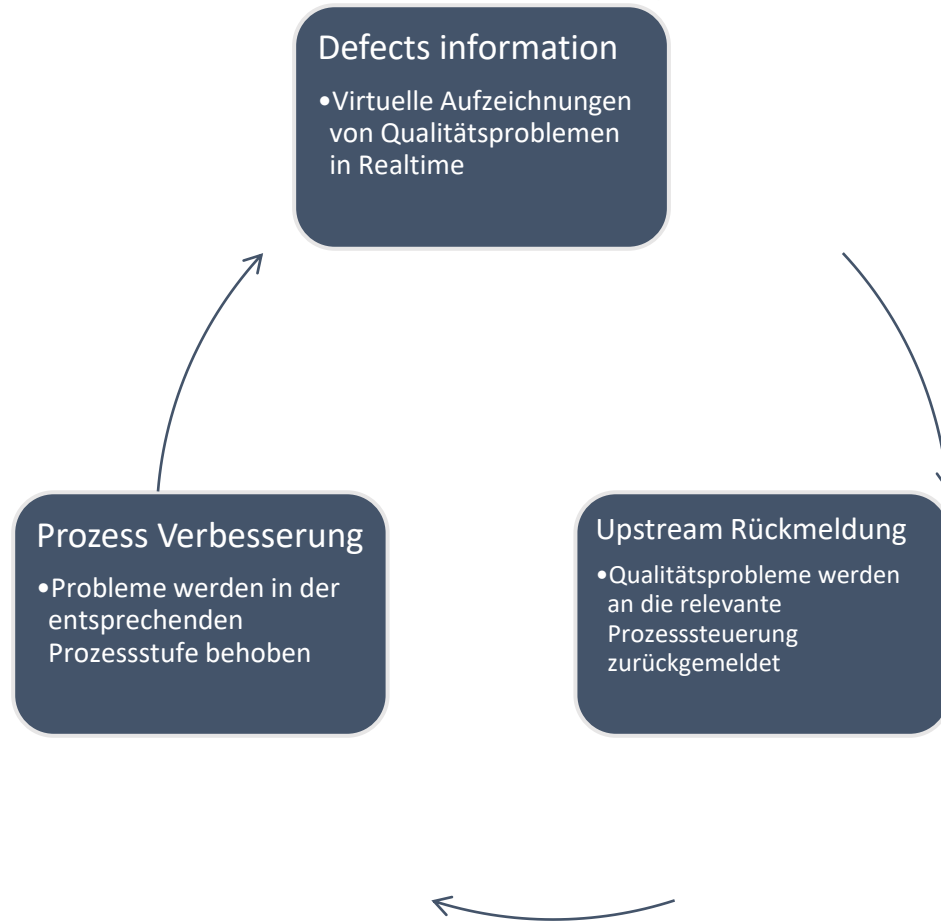 Defects information
•Virtuelle Aufzeichnungen
von Qualitätsproblemen
in Realtime
Upstream Rückmeldung
•Qualitätsprobleme werden
an die relevante
Prozesssteuerung
zurückgemeldet
Prozess Verbesserung
•Probleme werden in der
entsprechenden
Prozessstufe behoben